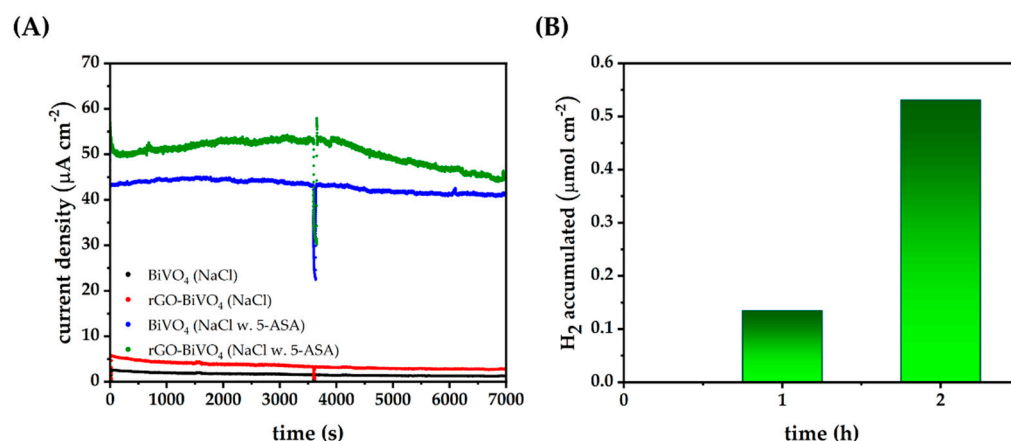 (A)
70
60
50
40
30
20
10
0
current density (µA cm⁻²)
BiVO₄ (NaCl)
rGO-BiVO₄ (NaCl)
BiVO₄ (NaCl w. 5-ASA)
rGO-BiVO₄ (NaCl w. 5-ASA)
0 1000 2000 3000 4000 5000 6000 7000
time (s)
(B)
0.6
0.5
0.4
0.3
0.2
0.1
0.0
H₂ accumulated (µmol cm⁻²)
0 1 2
time (h)